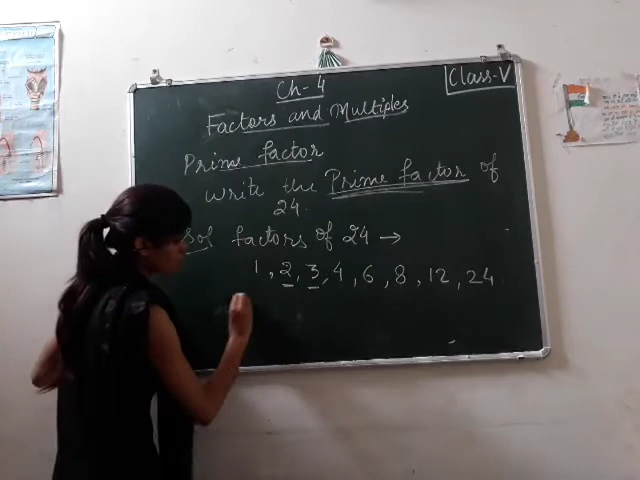 Ch-4
Class-V
Factors and Multiples
Prime factor
write the Prime factor of
24.
Sol factors of 24 →
1, 2, 3, 4, 6, 8, 12, 24